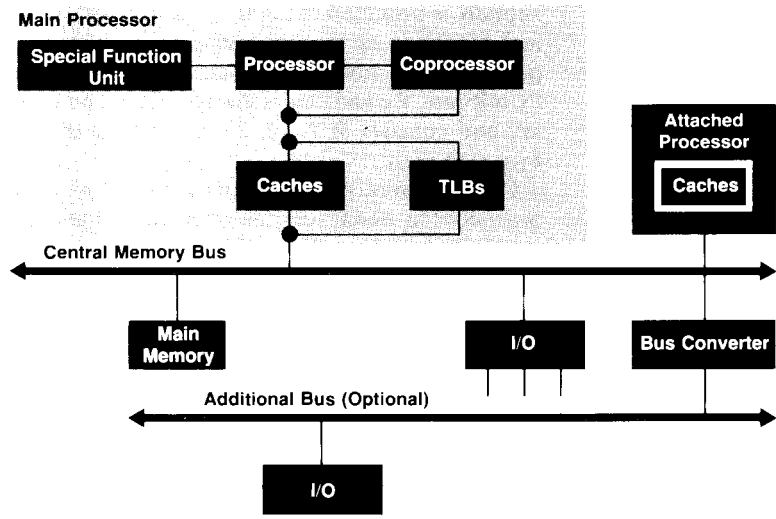 Main Processor
Special Function
Unit
Processor
Coprocessor
Attached
Processor
Caches
Caches
TLBs
Central Memory Bus
Main
Memory
I/O
Bus Converter
Additional Bus (Optional)
I/O